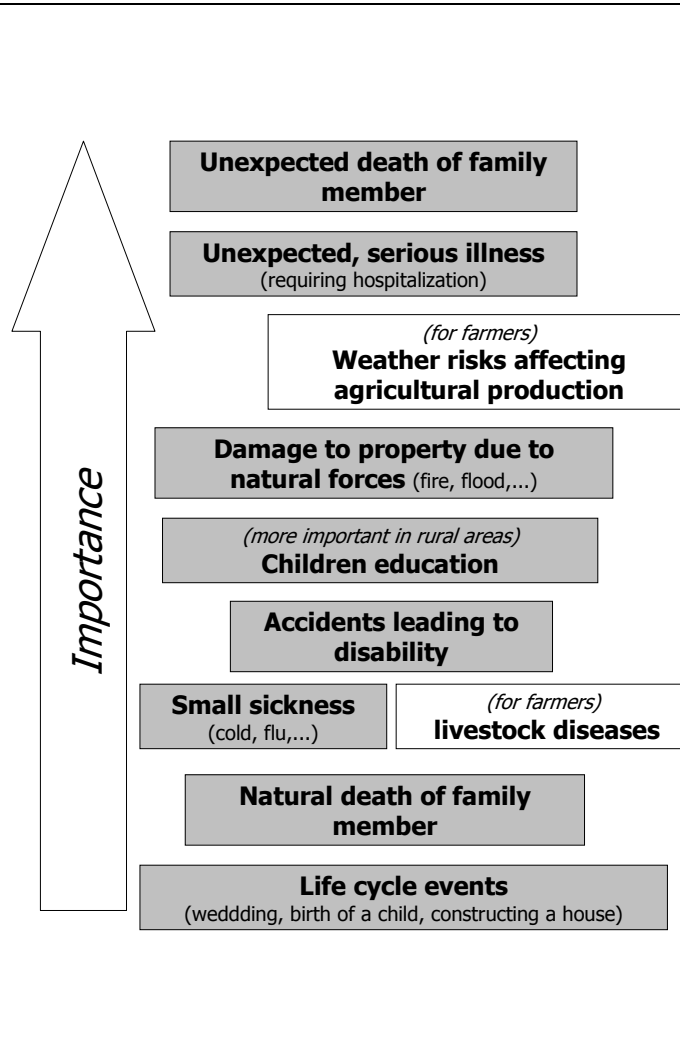 Unexpected death of family
member
Unexpected, serious illness
(requiring hospitalization)
(for farmers)
Weather risks affecting
agricultural production
Damage to property due to
natural forces (fire, flood,...)
(more important in rural areas)
Children education
Accidents leading to
disability
Small sickness
(cold, flu,...)
(for farmers)
livestock diseases
Natural death of family
member
Life cycle events
(weddding, birth of a child, constructing a house)
Importance